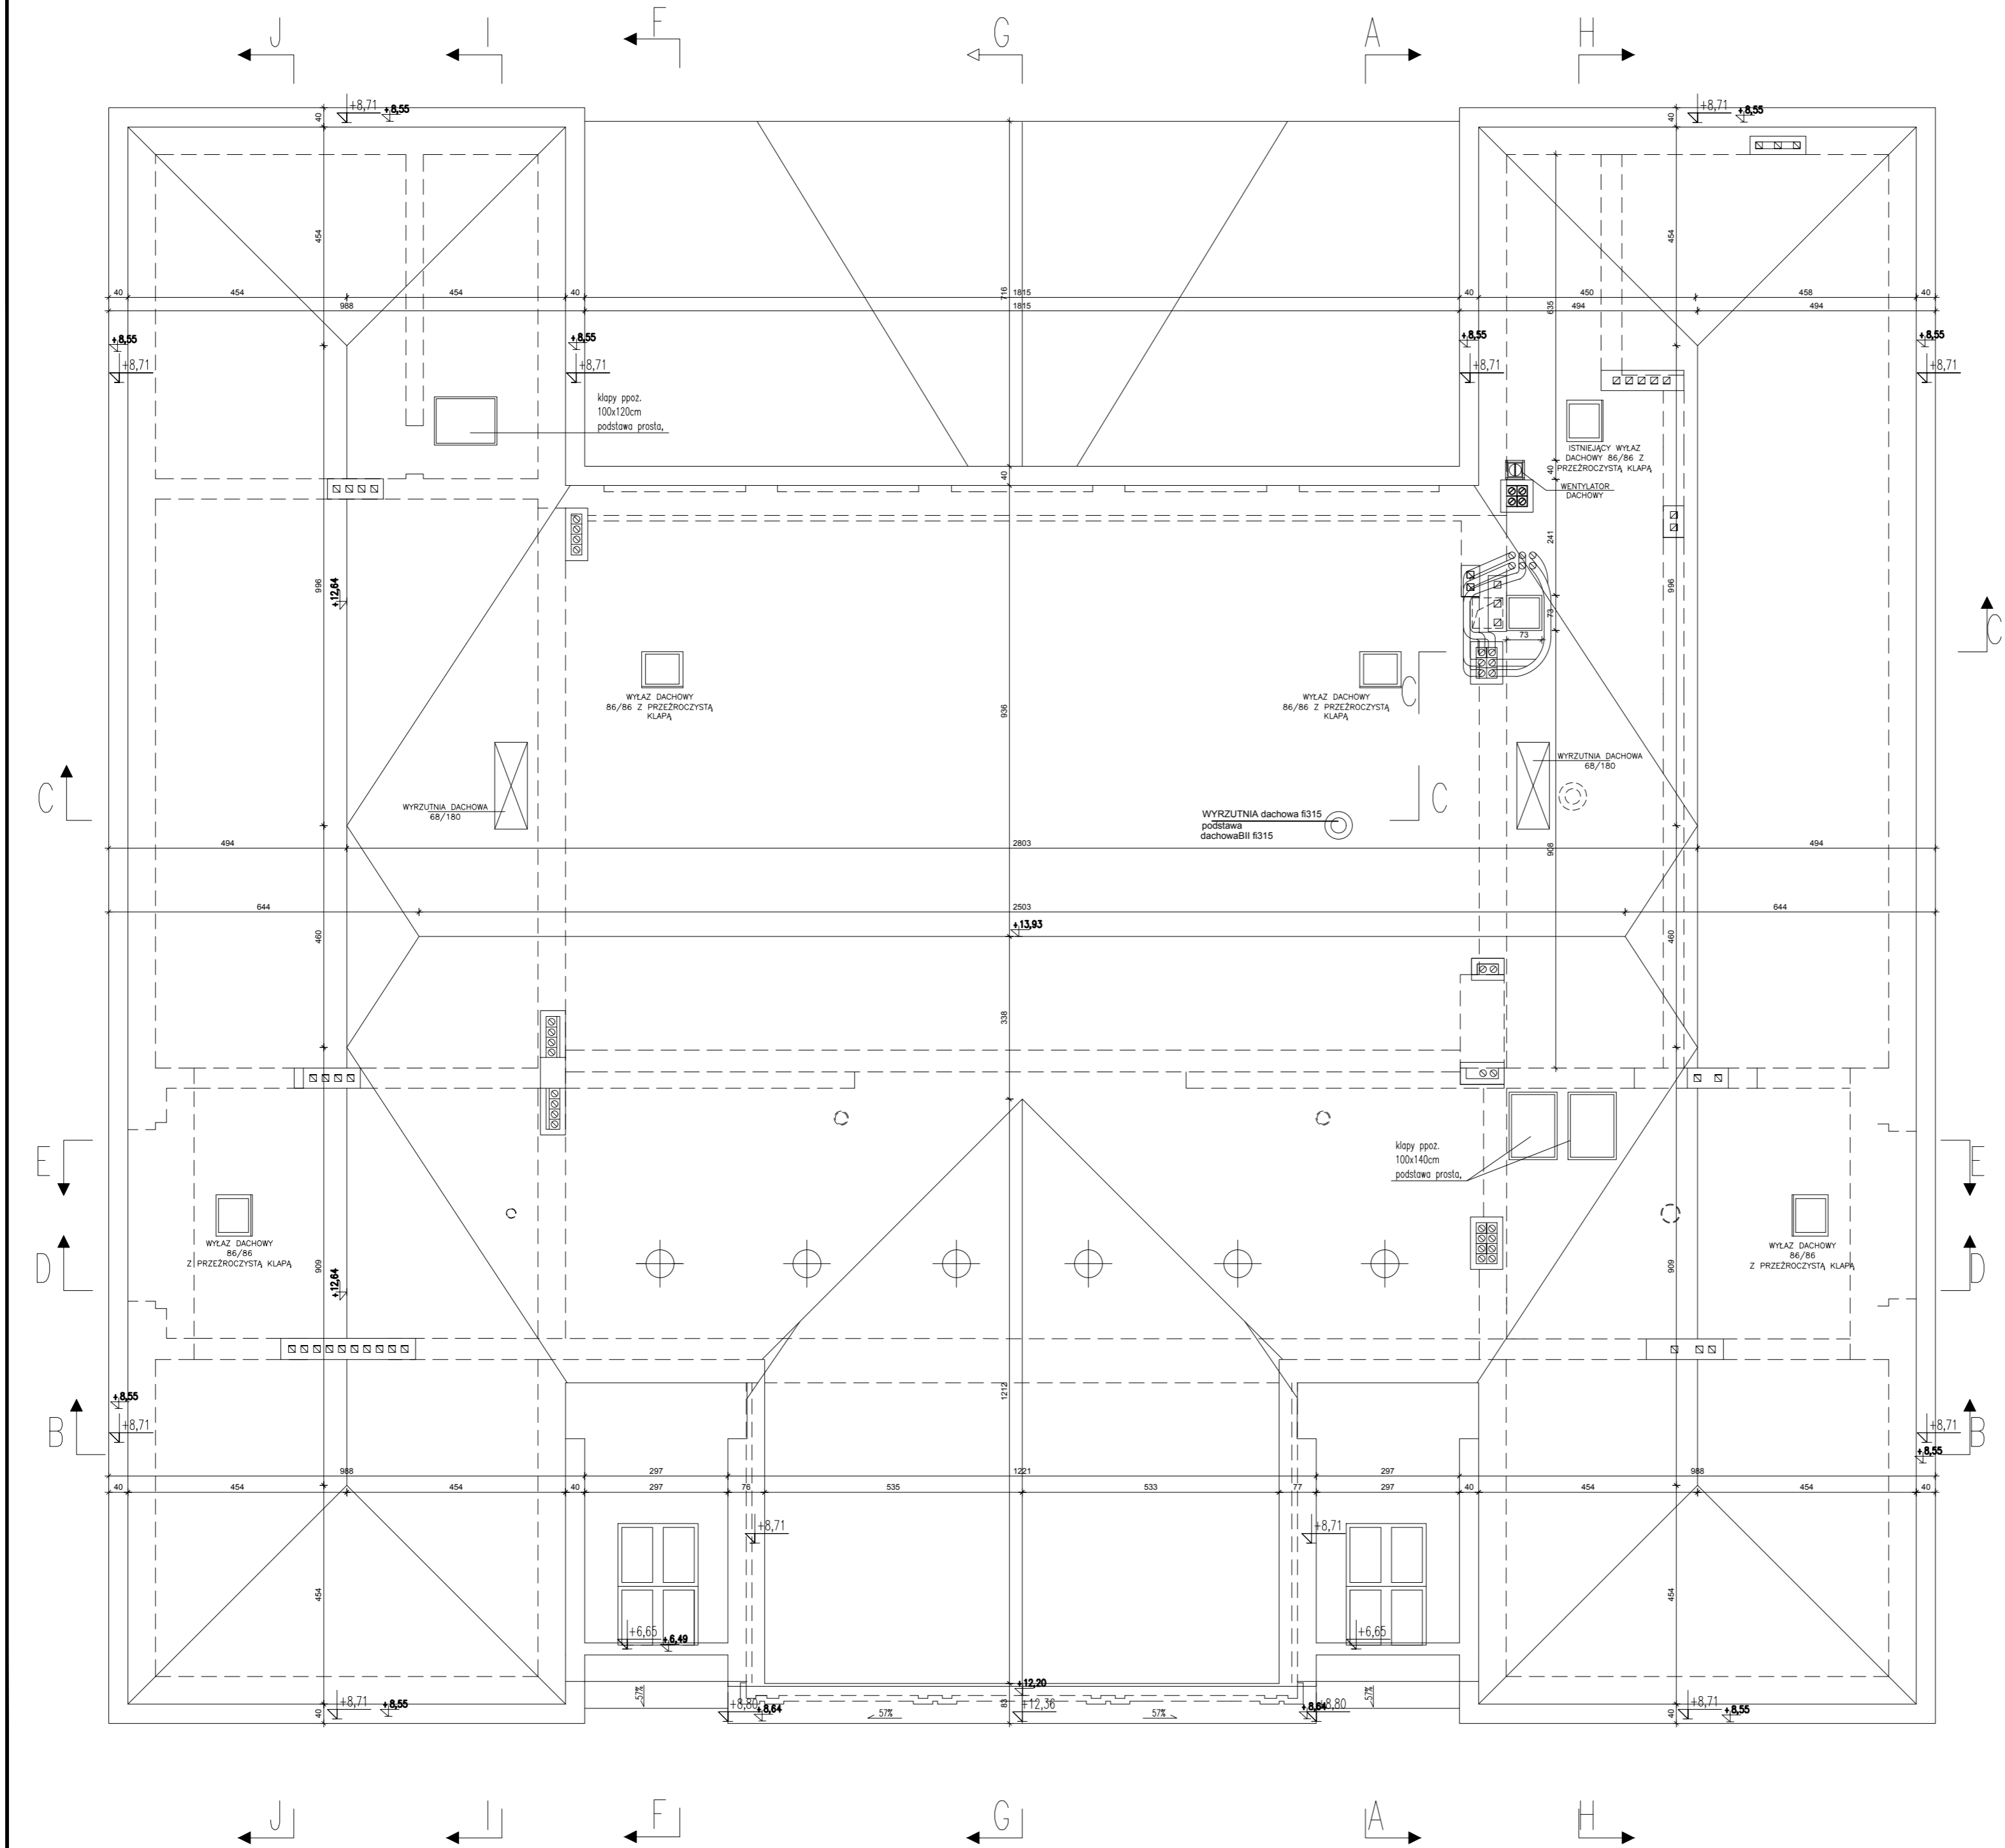 J I F G A H
+8,71 +8,55 +8,71 +8,55
40 40
454 716 454 635
40 454 454 40 1815 40 450 458 40
988 1815 494 494
+8,55 +8,55 +8,55 +8,55
+8,71 +8,71 +8,71 +8,71
klapy ppoż.
100x120cm
podstawa prosta,
ISTNIEJĄCY WYŁAZ
DACHOWY 86/86 Z
PRZEŹROCZYSTĄ KLAPĄ
40 40
WENTYLATOR
DACHOWY
241
996 +12,64 996
73
73
C
WYŁAZ DACHOWY
86/86 Z PRZEŹROCZYSTĄ
KLAPĄ
WYŁAZ DACHOWY
86/86 Z PRZEŹROCZYSTĄ
KLAPĄ
C
936
WYRZUTNIA DACHOWA
68/180
WYRZUTNIA DACHOWA
68/180
C C
WYRZUTNIA dachowa fi315
podstawa
dachowaBII fi315
494 2803 908 494
644 2503 644
+13,93
460 460
338
klapy ppoż.
100x140cm
podstawa prosta,
E E
WYŁAZ DACHOWY
86/86
Z PRZEŹROCZYSTĄ KLAPĄ
WYŁAZ DACHOWY
86/86
Z PRZEŹROCZYSTĄ KLAPĄ
D D
909 +12,64 909
1212
+8,55
+8,71 +8,71
B B
+8,55
988 297 1221 297 988
40 454 454 40 297 76 535 533 77 297 40 454 454 40
+8,71 +8,71
454 454
+6,65 +6,49 +6,65
+12,20
57% 57%
+8,71 +8,55 +8,80 +8,64 83 +12,36 +8,64 +8,80 +8,71 +8,55
40 57% 57% 40
J I F G A H